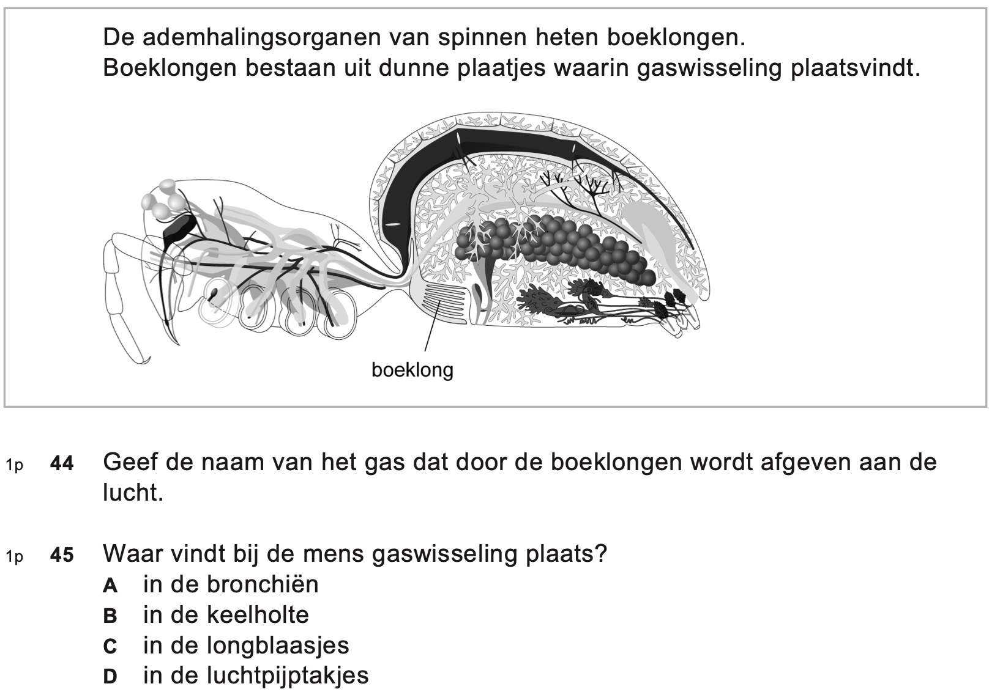 De ademhalingsorganen van spinnen heten boeklongen.
Boeklongen bestaan uit dunne plaatjes waarin gaswisseling plaatsvindt.
boeklong
1p 44 Geef de naam van het gas dat door de boeklongen wordt afgeven aan de
lucht.
1p 45 Waar vindt bij de mens gaswisseling plaats?
A in de bronchiën
B in de keelholte
C in de longblaasjes
D in de luchtpijptakjes